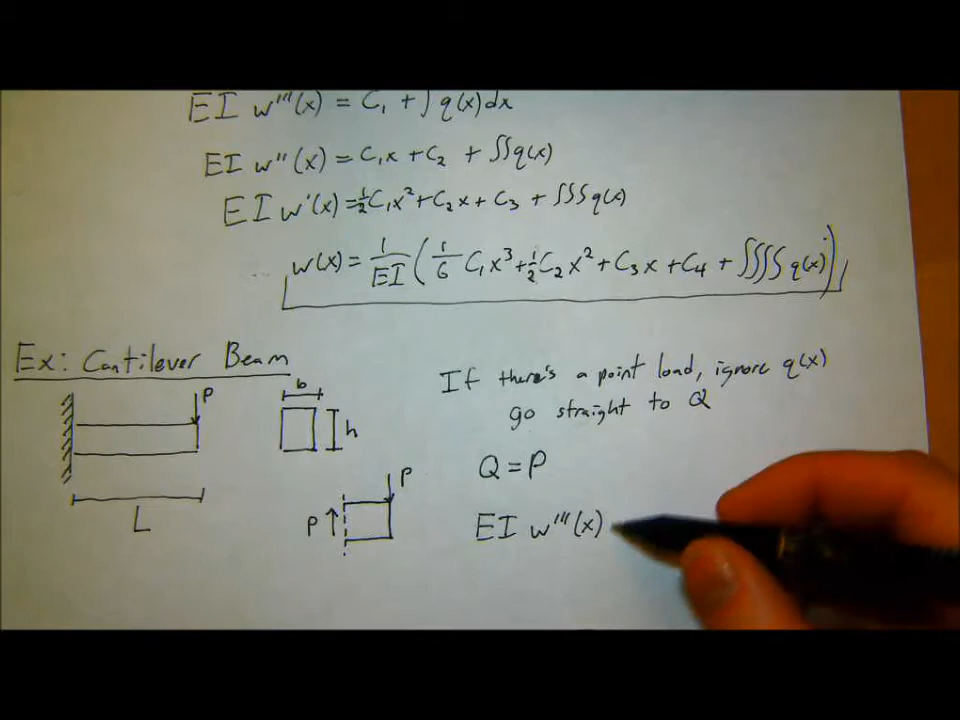 EI w'''(x) = C₁ + ∫q(x)dx
EI w''(x) = C₁x + C₂ + ∫∫q(x)
EI w'(x) = ½C₁x² + C₂x + C₃ + ∫∫∫q(x)
w(x) = 1/EI (1/6 C₁x³ + ½C₂x² + C₃x + C₄ + ∫∫∫∫q(x))
Ex: Cantilever Beam
If there's a point load, ignore q(x)
go straight to Q
P
b
h
L
P
P
Q = P
EI w'''(x)